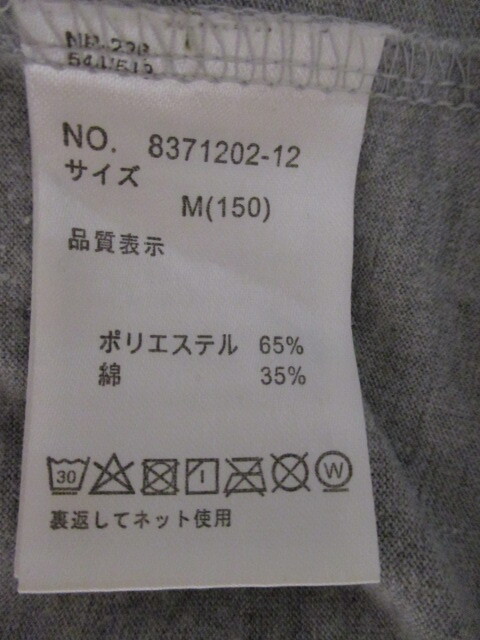 NO. 8371202-12
サイズ
M(150)
品質表示
ポリエステル 65%
綿 35%
30 W
裏返してネット使用